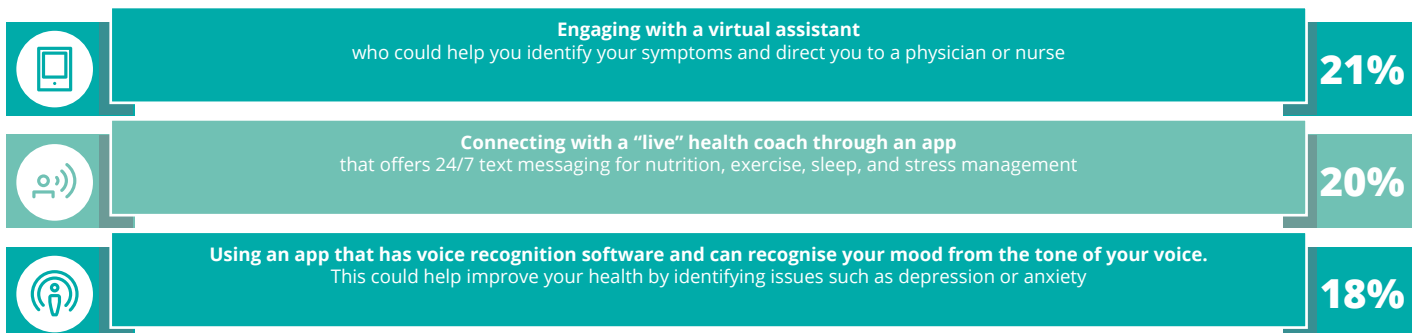 Engaging with a virtual assistant
who could help you identify your symptoms and direct you to a physician or nurse
21%
Connecting with a “live” health coach through an app
that offers 24/7 text messaging for nutrition, exercise, sleep, and stress management
20%
Using an app that has voice recognition software and can recognise your mood from the tone of your voice.
This could help improve your health by identifying issues such as depression or anxiety
18%